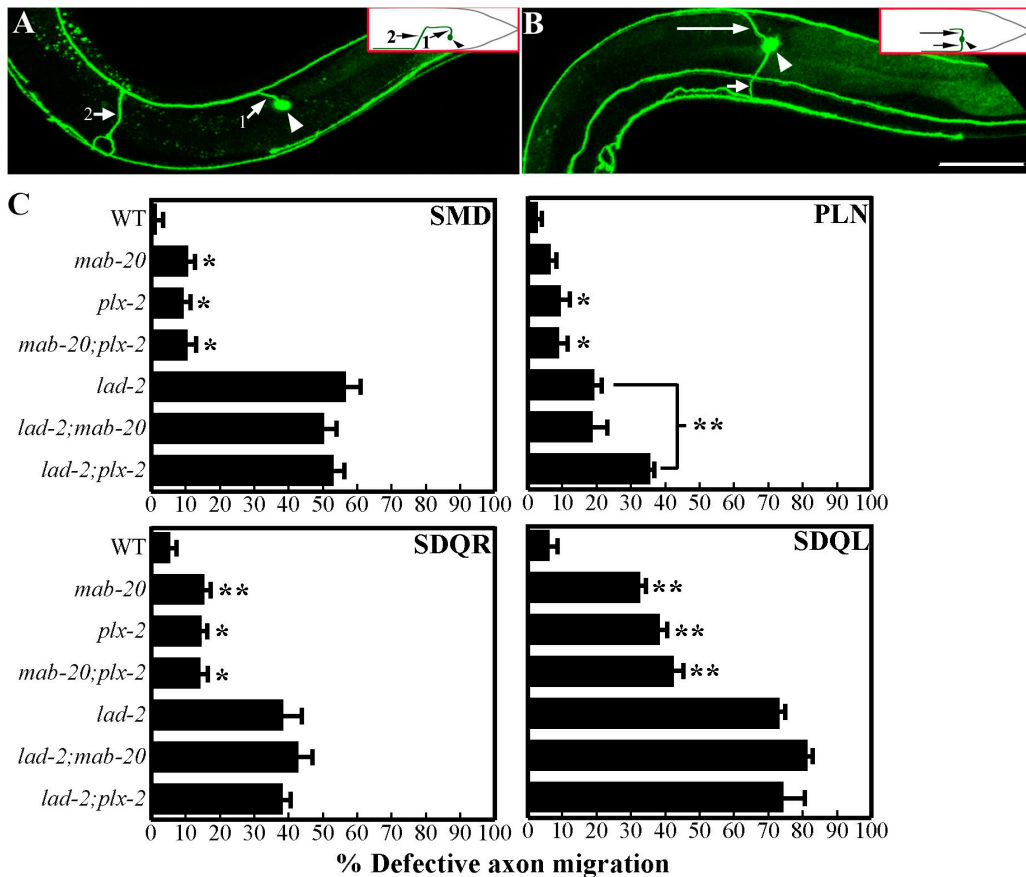 A
2
1
2
1
B
C
SMD
WT
mab-20
*
plx-2
*
mab-20;plx-2
*
lad-2
lad-2;mab-20
lad-2;plx-2
0 10 20 30 40 50 60 70 80 90 100
PLN
*
*
**
0 10 20 30 40 50 60 70 80 90 100
SDQR
WT
mab-20
**
plx-2
*
mab-20;plx-2
*
lad-2
lad-2;mab-20
lad-2;plx-2
0 10 20 30 40 50 60 70 80 90 100
SDQL
**
**
**
0 10 20 30 40 50 60 70 80 90 100
% Defective axon migration